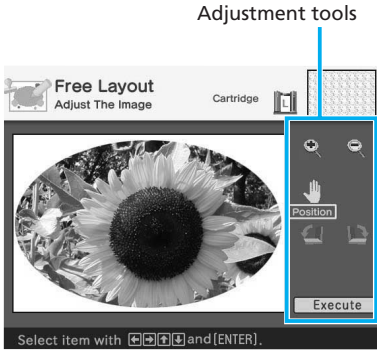 Adjustment tools
Free Layout
Adjust The Image
Cartridge
L
Position
Execute
Select item with ←→↑↓ and [ENTER].